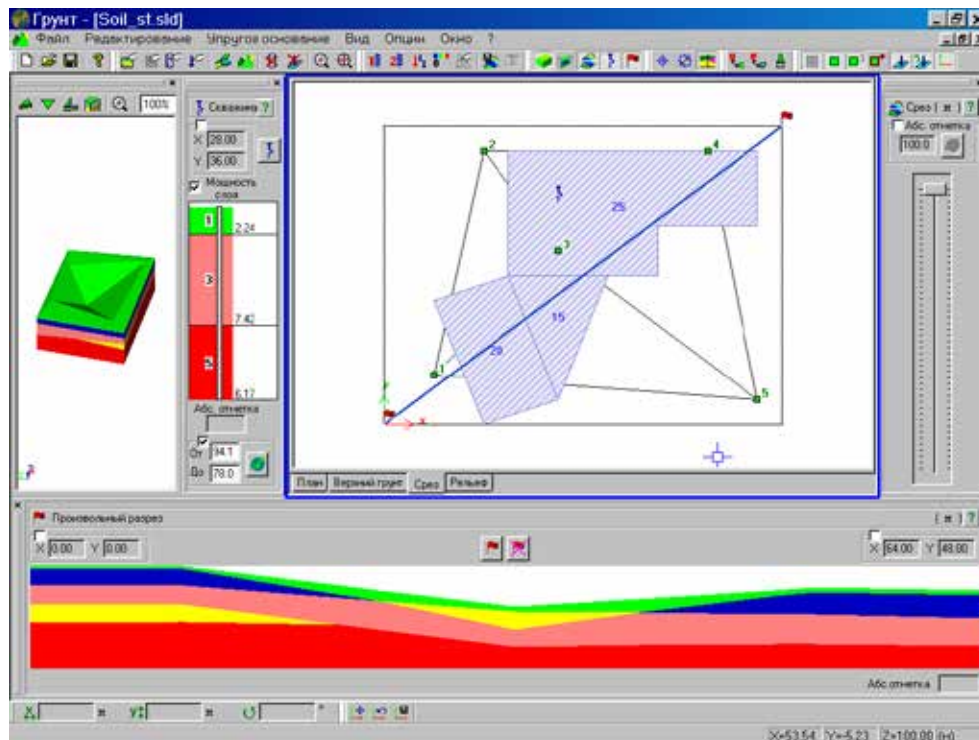 Грунт - [Soil_st.sld]
Файл Редактирование Упругое основание Вид Опции Окно ?
100%
Скважина ?
X 28.00
Y 36.00
Мощность слоя
1
2,24
3
7,42
5
6,17
Абс. отметка
От 94.1
До 78.0
2
4
25
3
15
20
1
5
x
План Верхний грунт Срез Рельеф
Срез ( м ) ?
Абс. отметка
100.0
Произвольный разрез
( м ) ?
X 0.00 Y 0.00
X 64.00 Y 48.00
Абс.отметка
X: м Y: м °
X=53.54 Y=-5.23 Z=100.00 (м)